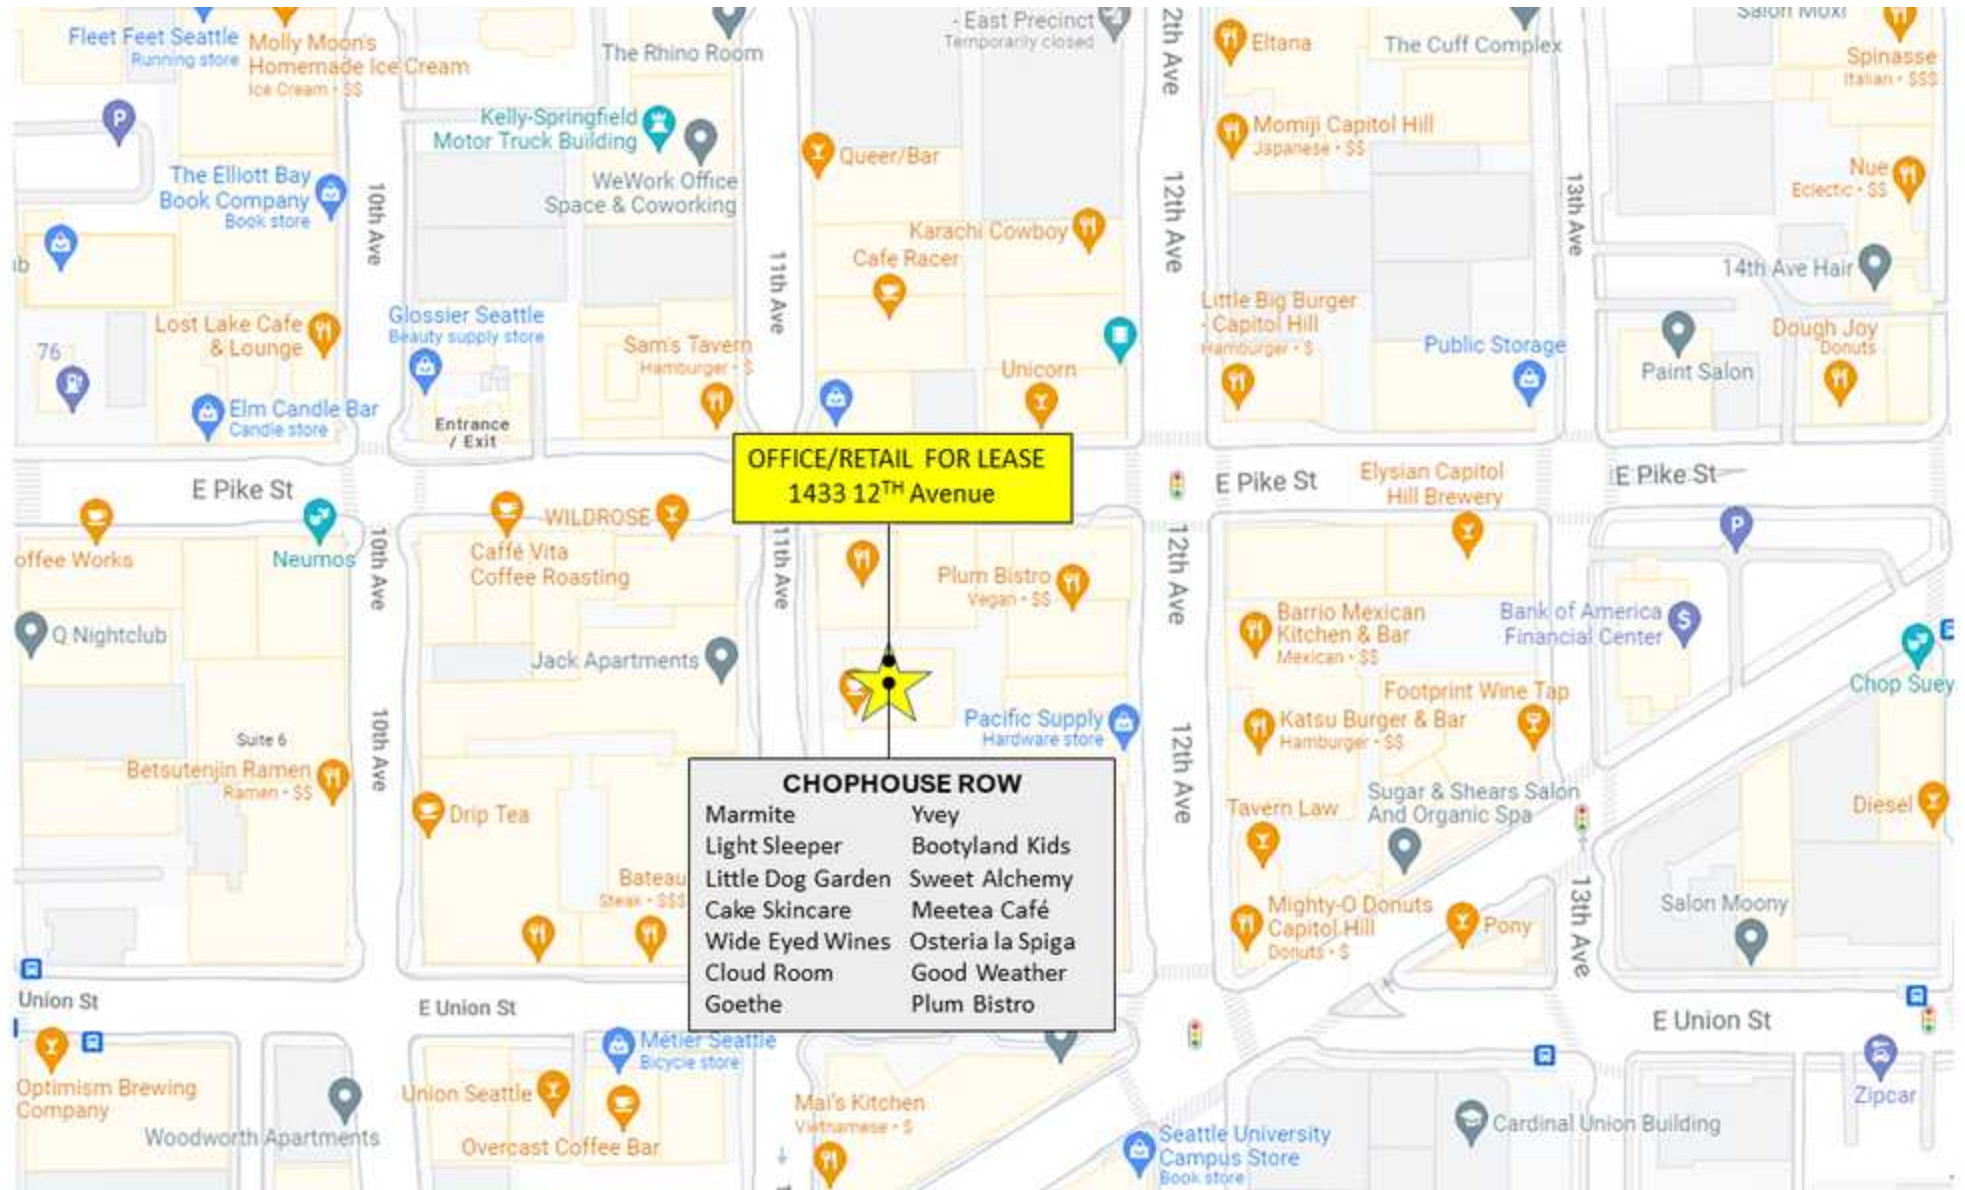 Fleet Feet Seattle
Running store
Molly Moon's
Homemade Ice Cream
Ice Cream · $$
The Rhino Room
- East Precinct
Temporarily closed
2th Ave
Eltana
The Cuff Complex
Salon Moxi
Spinasse
Italian · $$$
P
Kelly-Springfield
Motor Truck Building
Queer/Bar
Momiji Capitol Hill
Japanese · $$
The Elliott Bay
Book Company
Book store
10th Ave
WeWork Office
Space & Coworking
12th Ave
13th Ave
Nue
Eclectic · $$
ub
Karachi Cowboy
Cafe Racer
11th Ave
14th Ave Hair
Lost Lake Cafe
& Lounge
Glossier Seattle
Beauty supply store
Sam's Tavern
Hamburger · $
Unicorn
Little Big Burger
- Capitol Hill
Hamburger · $
Public Storage
Paint Salon
Dough Joy
Donuts
76
Elm Candle Bar
Candle store
Entrance
/ Exit
OFFICE/RETAIL FOR LEASE
1433 12TH Avenue
E Pike St
E Pike St
E Pike St
Elysian Capitol
Hill Brewery
P
offee Works
Neumos
10th Ave
WILDROSE
Caffé Vita
Coffee Roasting
11th Ave
Plum Bistro
Vegan · $$
12th Ave
Barrio Mexican
Kitchen & Bar
Mexican · $$
Bank of America
Financial Center
$
Q Nightclub
Jack Apartments
Chop Suey
Footprint Wine Tap
Katsu Burger & Bar
Hamburger · $$
Pacific Supply
Hardware store
Suite 6
Betsutenjin Ramen
Ramen · $$
10th Ave
Drip Tea
12th Ave
Tavern Law
Sugar & Shears Salon
And Organic Spa
Diesel
CHOPHOUSE ROW
Marmite Yvey
Light Sleeper Bootyland Kids
Little Dog Garden Sweet Alchemy
Cake Skincare Meetea Café
Wide Eyed Wines Osteria la Spiga
Cloud Room Good Weather
Goethe Plum Bistro
Bateau
Steak · $$$
Mighty-O Donuts
Capitol Hill
Donuts · $
Pony
13th Ave
Salon Moony
Union St
E Union St
E Union St
Optimism Brewing
Company
Woodworth Apartments
Union Seattle
Métier Seattle
Bicycle store
Overcast Coffee Bar
Mai's Kitchen
Vietnamese · $
Seattle University
Campus Store
Book store
Cardinal Union Building
Zipcar